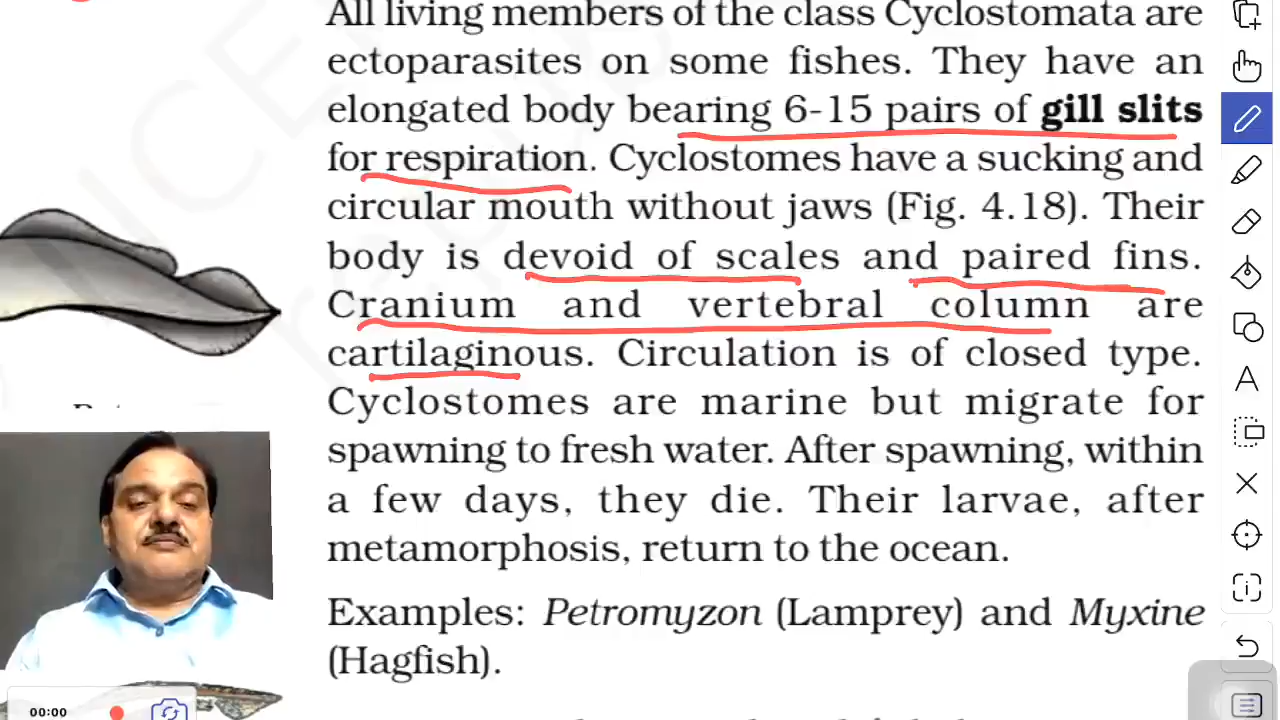 All living members of the class Cyclostomata are
ectoparasites on some fishes. They have an
elongated body bearing 6-15 pairs of gill slits
for respiration. Cyclostomes have a sucking and
circular mouth without jaws (Fig. 4.18). Their
body is devoid of scales and paired fins.
Cranium and vertebral column are
cartilaginous. Circulation is of closed type.
Cyclostomes are marine but migrate for
spawning to fresh water. After spawning, within
a few days, they die. Their larvae, after
metamorphosis, return to the ocean.
Examples: Petromyzon (Lamprey) and Myxine
(Hagfish).
A
00:00